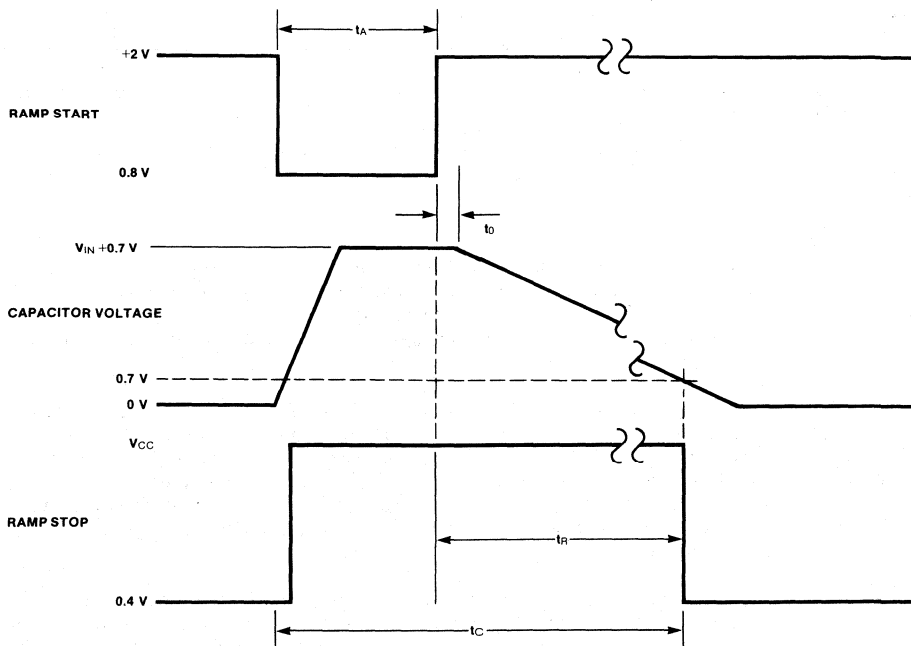 tA
+2 V
RAMP START
0.8 V
t0
VIN +0.7 V
CAPACITOR VOLTAGE
0.7 V
0 V
VCC
RAMP STOP
tR
0.4 V
tC